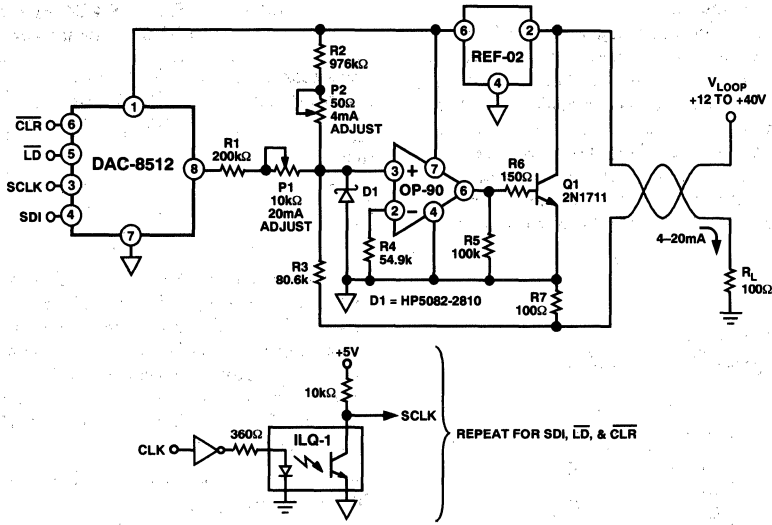 6
2
REF-02
4
R2
976kΩ
P2
50Ω
4mA
ADJUST
V LOOP
+12 TO +40V
1
CLR
6
LD
5
SCLK
3
SDI
4
DAC-8512
8
7
R1
200kΩ
P1
10kΩ
20mA
ADJUST
D1
3
+
7
OP-90
6
2
−
4
R6
150Ω
Q1
2N1711
R4
54.9k
R5
100k
R3
80.6k
D1 = HP5082-2810
R7
100Ω
4–20mA
RL
100Ω
+5V
10kΩ
SCLK
CLK
360Ω
ILQ-1
REPEAT FOR SDI, LD, & CLR